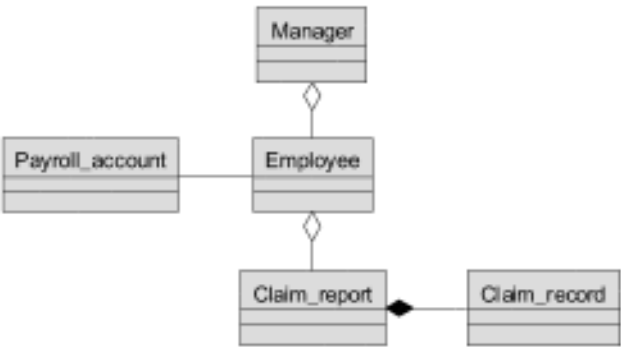 Manager
Payroll_account
Employee
Claim_report
Claim_record